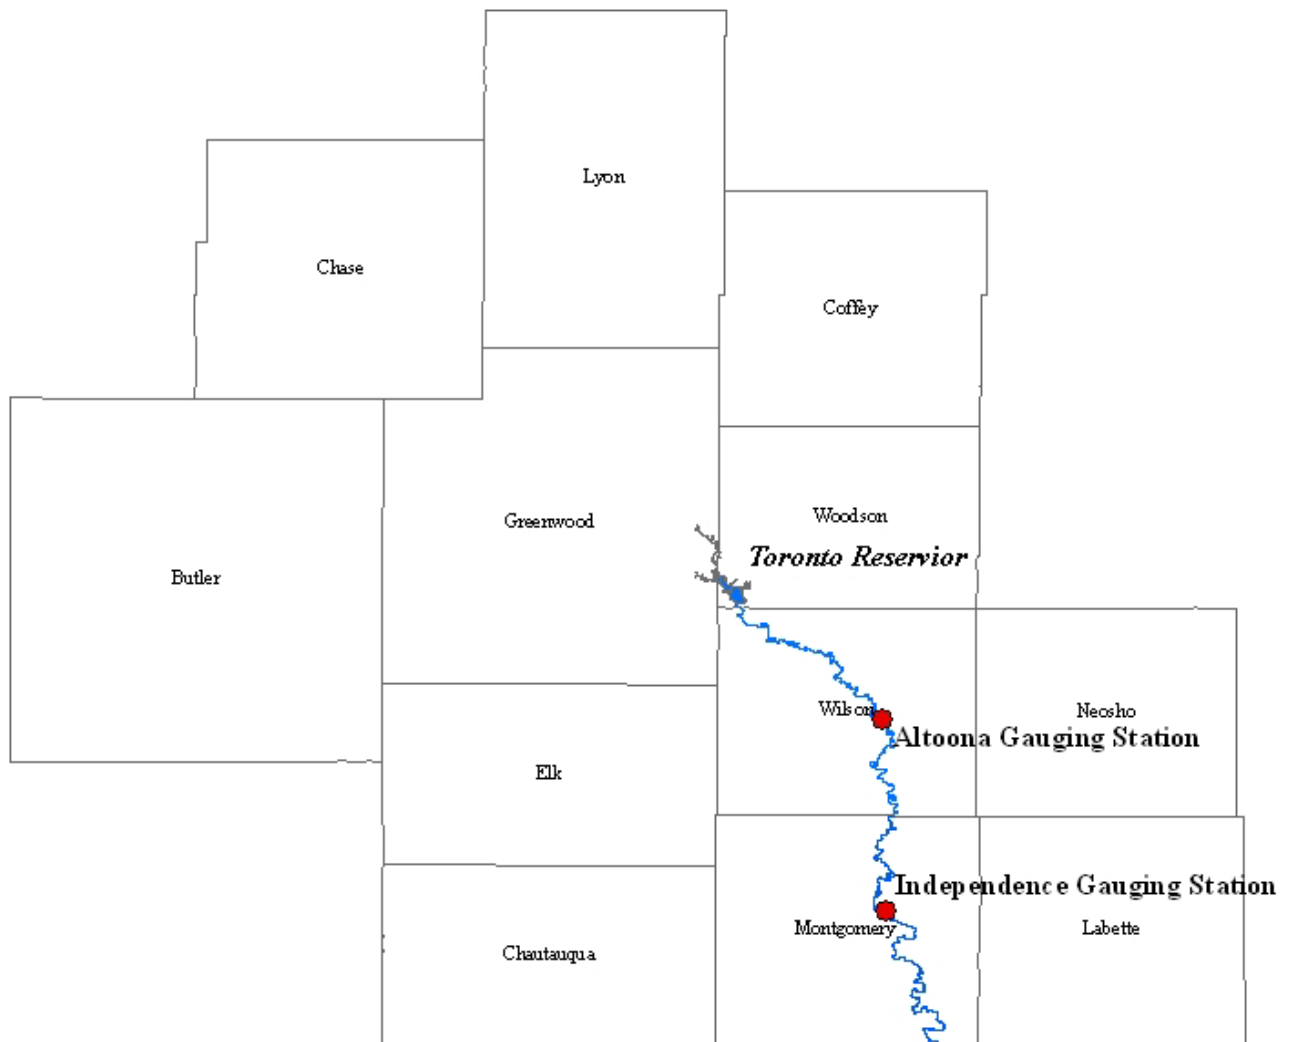 Lyon
Chase
Coffey
Woodson
Greenwood
Toronto Reservior
Butler
Wilson
Neosho
Altoona Gauging Station
Elk
Independence Gauging Station
Montgomery
Labette
Chautauqua